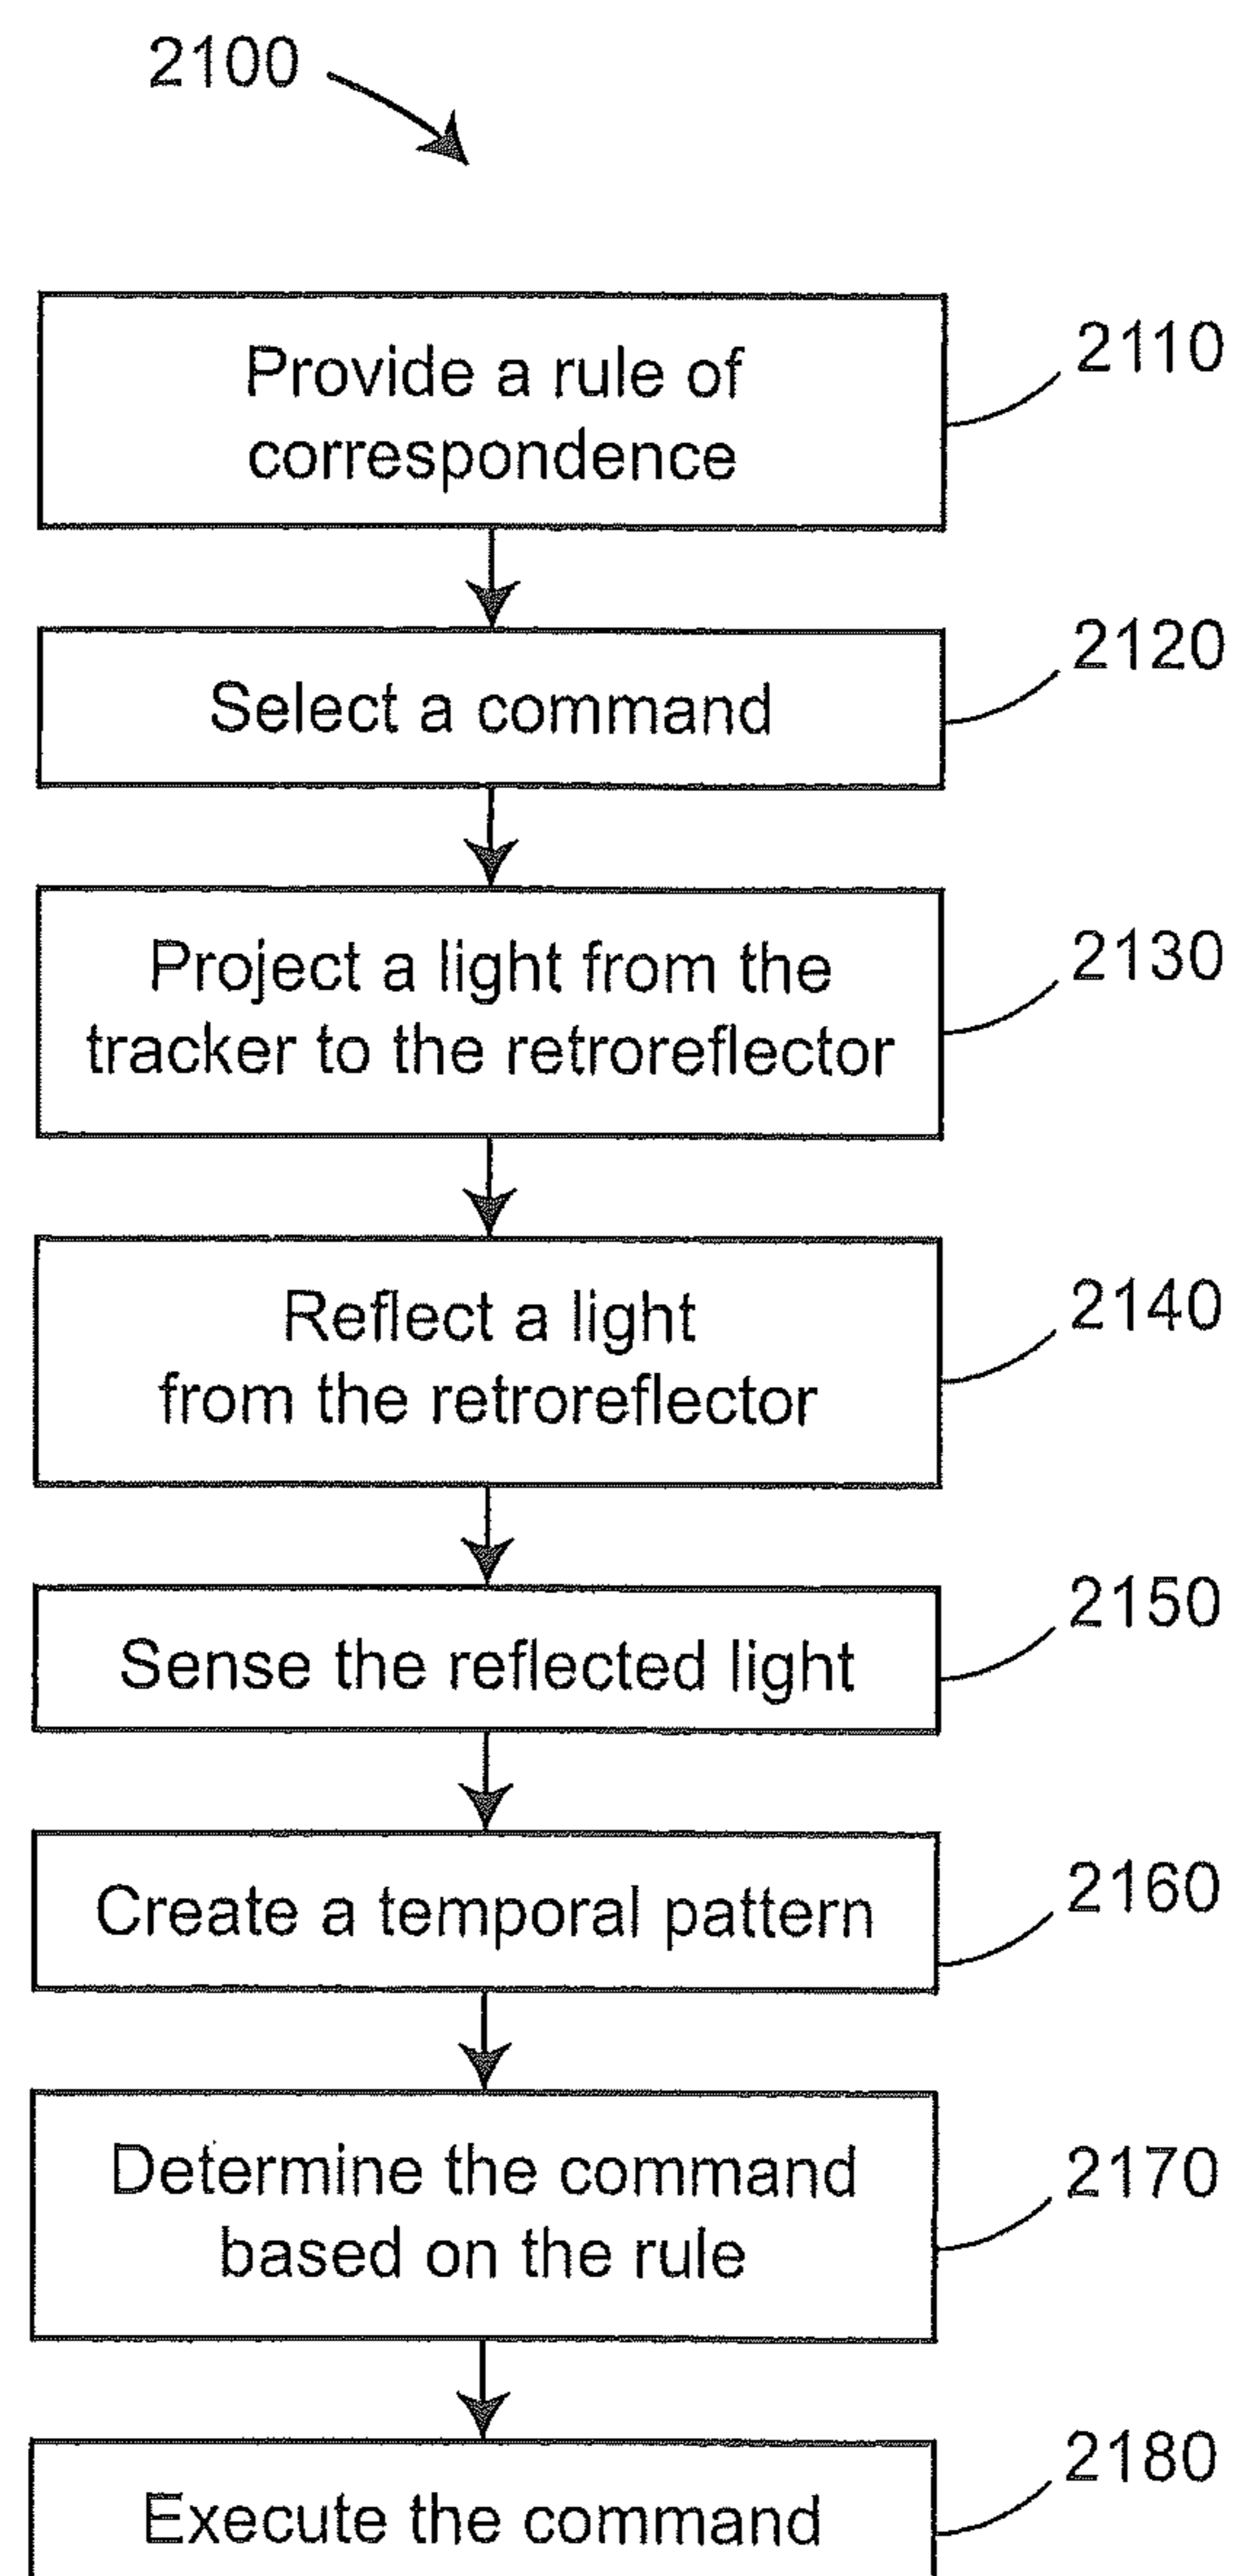 2100
Provide a rule of
correspondence
2110
Select a command
2120
Project a light from the
tracker to the retroreflector
2130
Reflect a light
from the retroreflector
2140
Sense the reflected light
2150
Create a temporal pattern
2160
Determine the command
based on the rule
2170
Execute the command
2180